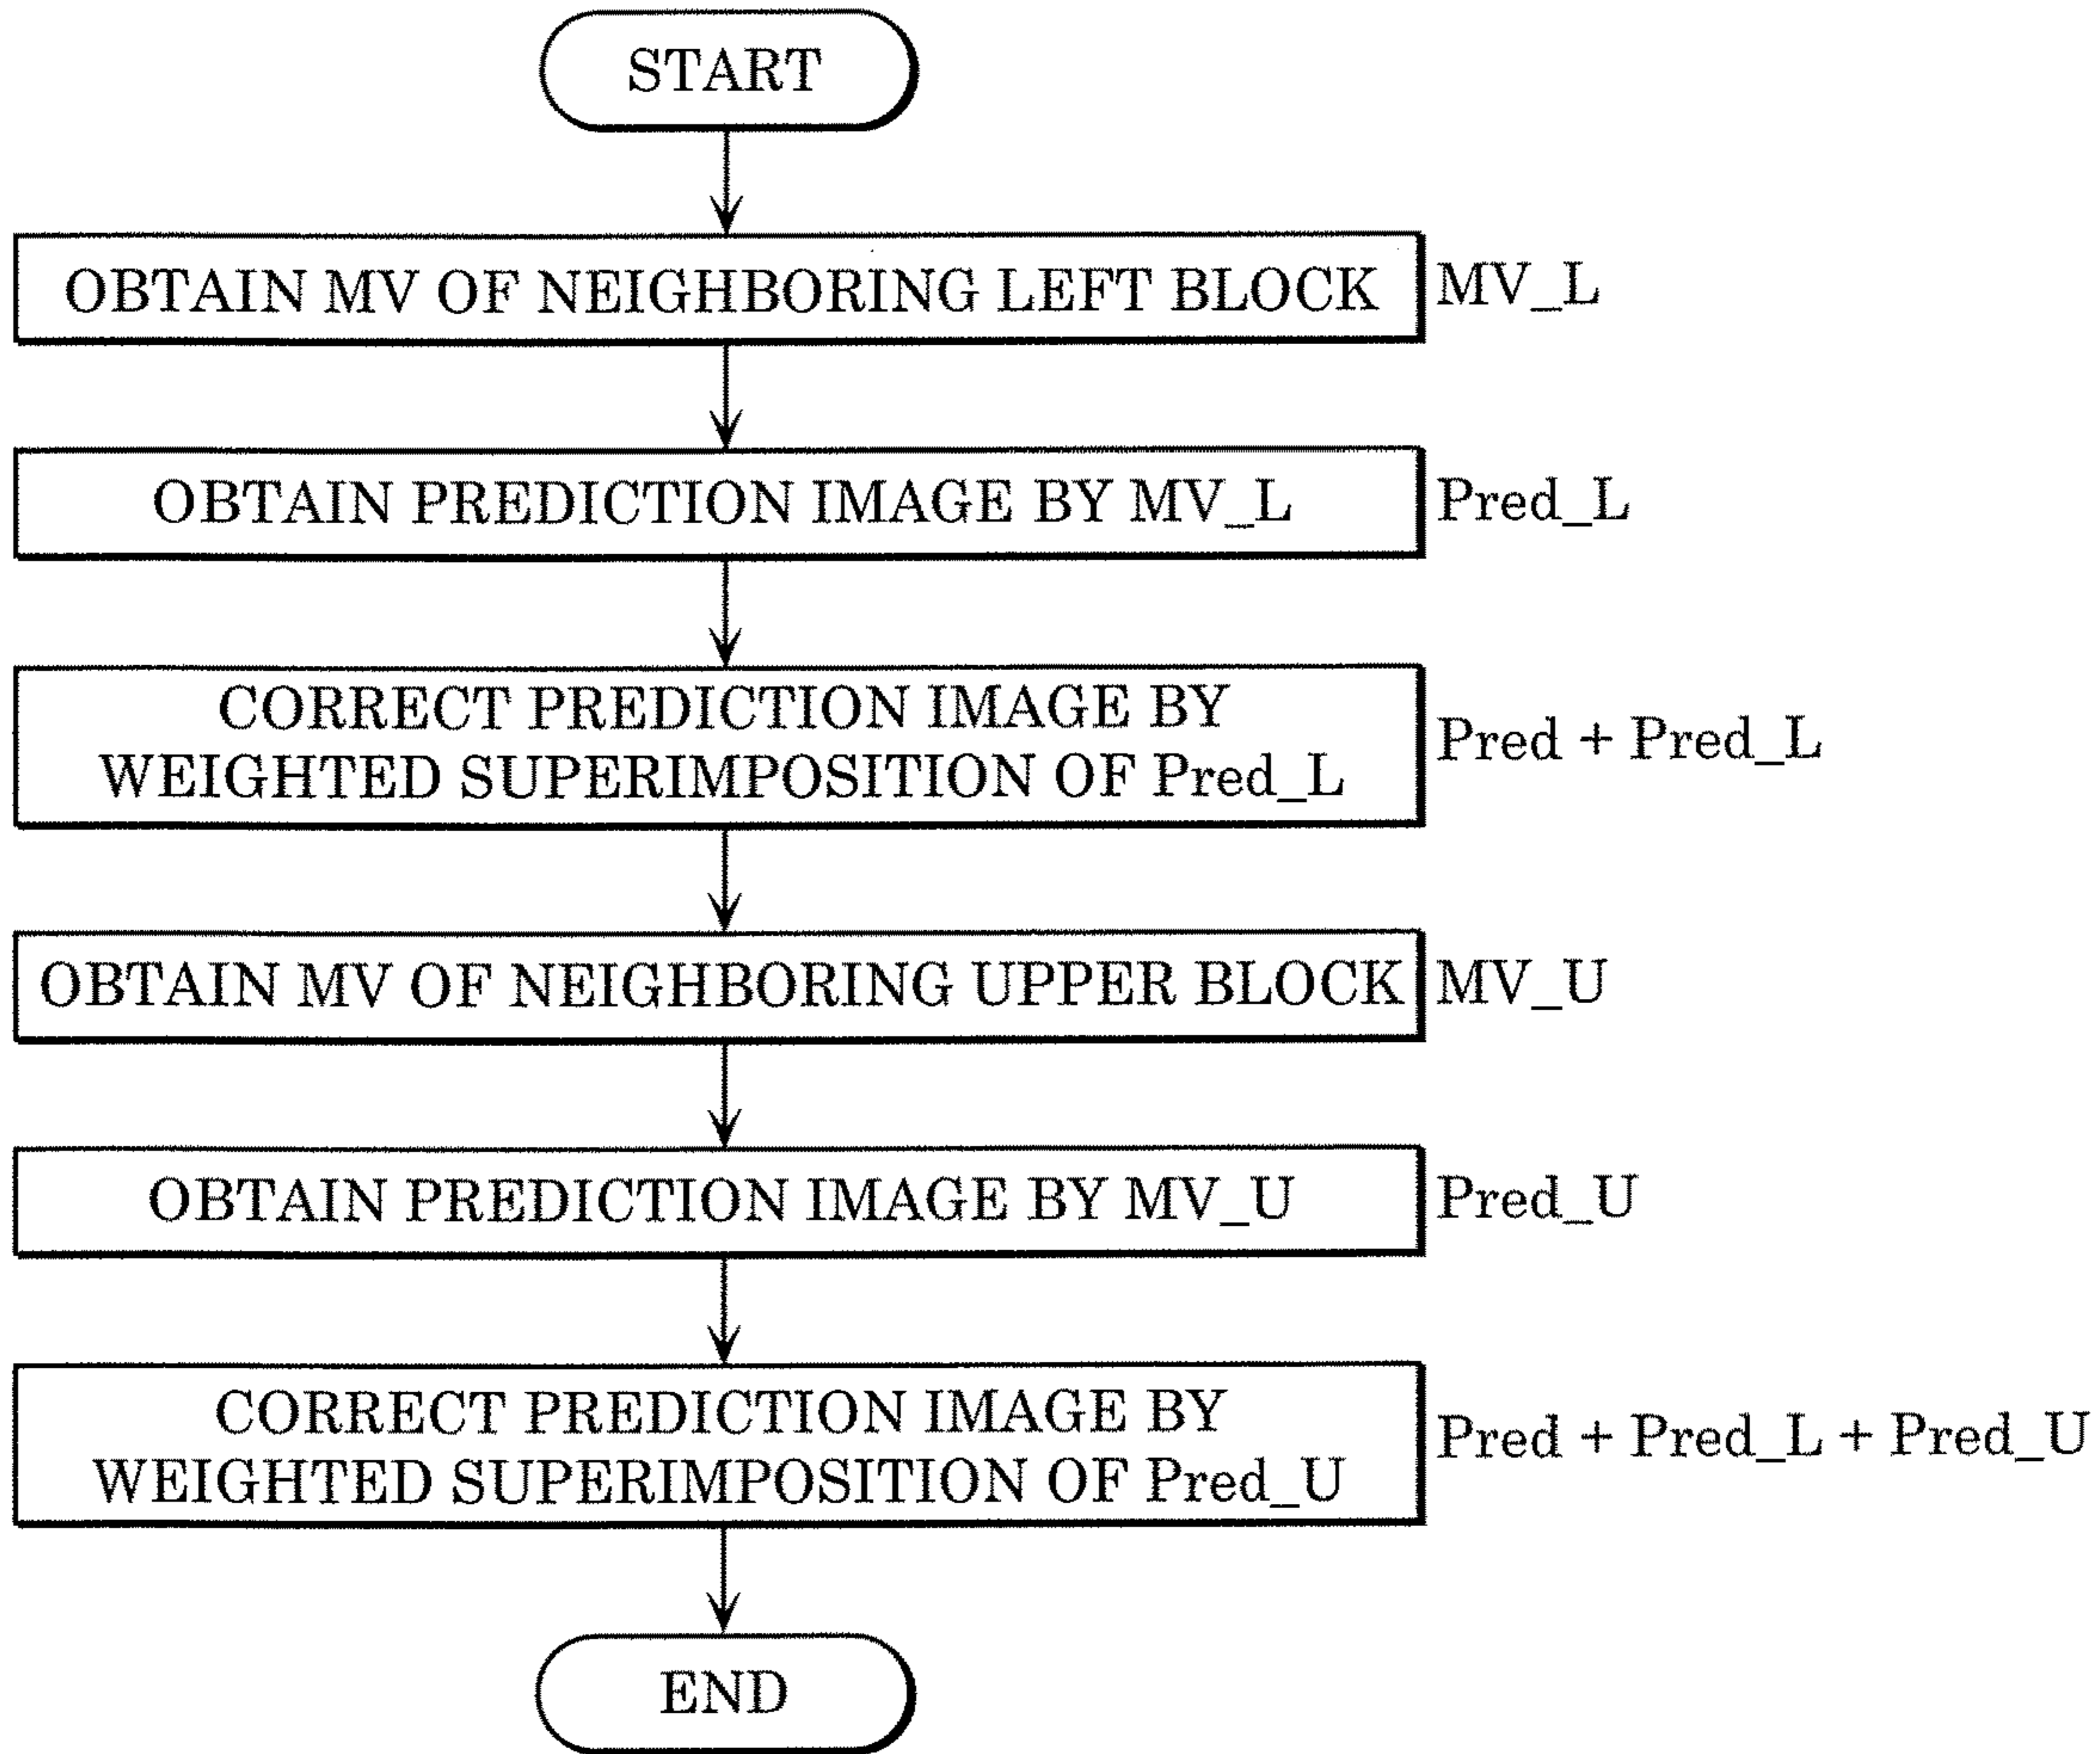 START
OBTAIN MV OF NEIGHBORING LEFT BLOCK
MV_L
OBTAIN PREDICTION IMAGE BY MV_L
Pred_L
CORRECT PREDICTION IMAGE BY
WEIGHTED SUPERIMPOSITION OF Pred_L
Pred + Pred_L
OBTAIN MV OF NEIGHBORING UPPER BLOCK
MV_U
OBTAIN PREDICTION IMAGE BY MV_U
Pred_U
CORRECT PREDICTION IMAGE BY
WEIGHTED SUPERIMPOSITION OF Pred_U
Pred + Pred_L + Pred_U
END